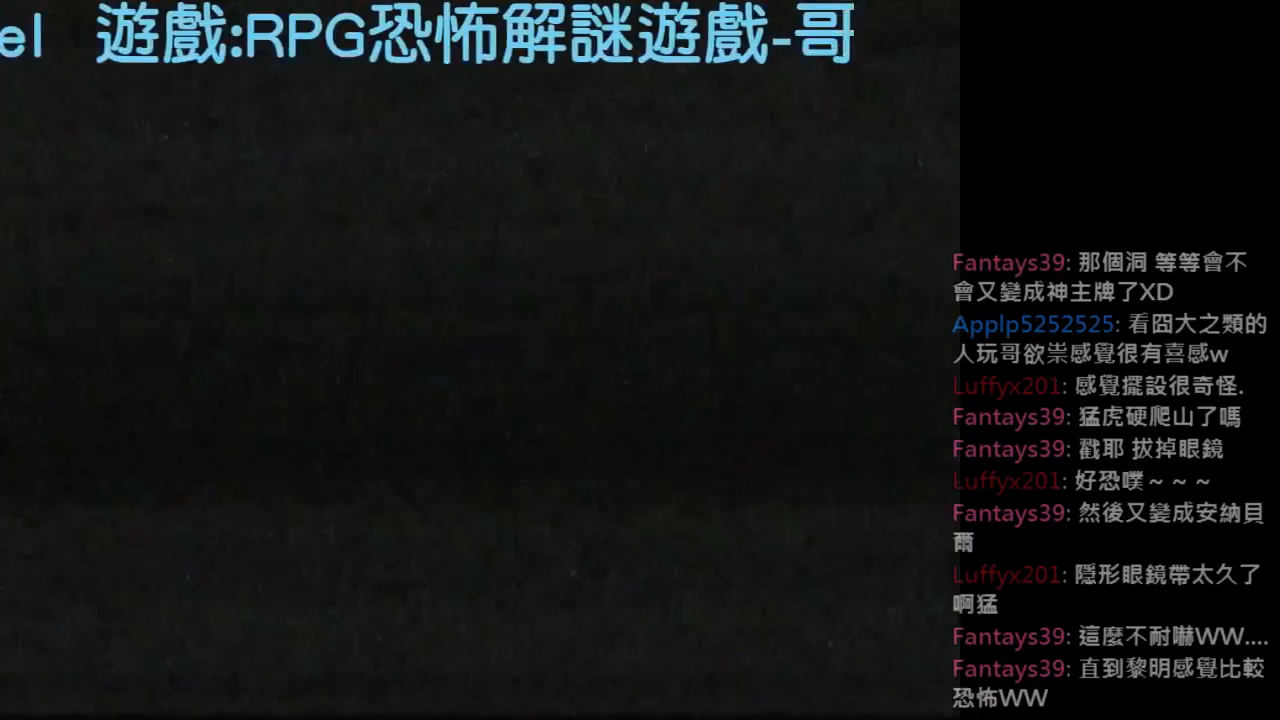 el 遊戲:RPG恐怖解謎遊戲-哥
Fantays39: 那個洞 等等會不
會又變成神主牌了XD
Applp5252525: 看囧大之類的
人玩哥欲祟感覺很有喜感w
Luffyx201: 感覺擺設很奇怪.
Fantays39: 猛虎硬爬山了嗎
Fantays39: 戳耶 拔掉眼鏡
Luffyx201: 好恐噗~~~
Fantays39: 然後又變成安納貝
爾
Luffyx201: 隱形眼鏡帶太久了
啊猛
Fantays39: 這麼不耐嚇WW....
Fantays39: 直到黎明感覺比較
恐怖WW